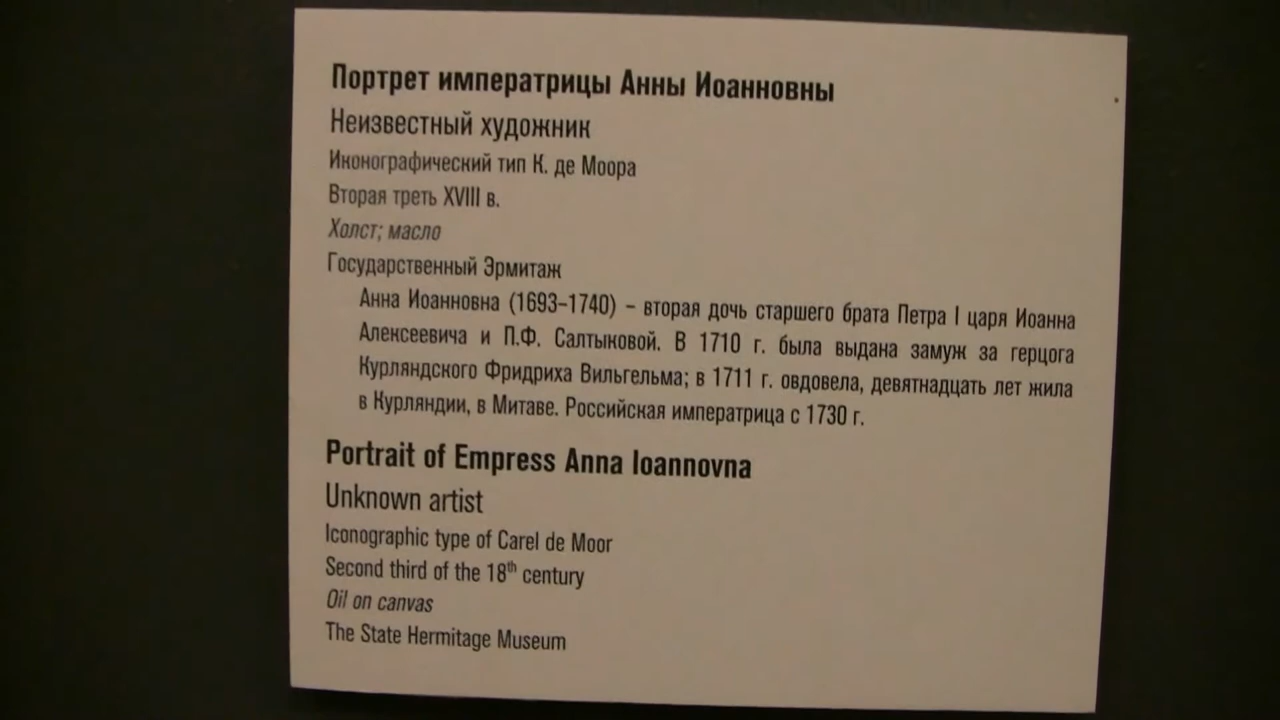 Портрет императрицы Анны Иоанновны
Неизвестный художник
Иконографический тип К. де Моора
Вторая треть XVIII в.
Холст; масло
Государственный Эрмитаж
Анна Иоанновна (1693–1740) – вторая дочь старшего брата Петра I царя Иоанна
Алексеевича и П.Ф. Салтыковой. В 1710 г. была выдана замуж за герцога
Курляндского Фридриха Вильгельма; в 1711 г. овдовела, девятнадцать лет жила
в Курляндии, в Митаве. Российская императрица с 1730 г.
Portrait of Empress Anna Ioannovna
Unknown artist
Iconographic type of Carel de Moor
Second third of the 18th century
Oil on canvas
The State Hermitage Museum